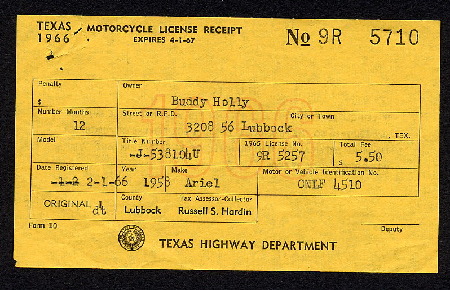 TEXAS MOTORCYCLE LICENSE RECEIPT
1966 EXPIRES 4-1-67 No 9R 5710
Penalty Owner
$ Buddy Holly
Number Months Street or R.F.D. City or Town
12 3208 56 Lubbock , TEX.
Model Title Number 1965 License No. Total Fee
-J-538194U 9R 5257 $ 5.50
Date Registered Year Make Motor or Vehicle Identification No.
2-1-66 1958 Ariel 4510
ORIGINAL dt County Tax Assessor-Collector
Lubbock Russell S. Hardin
Form 10 Deputy
TEXAS HIGHWAY DEPARTMENT